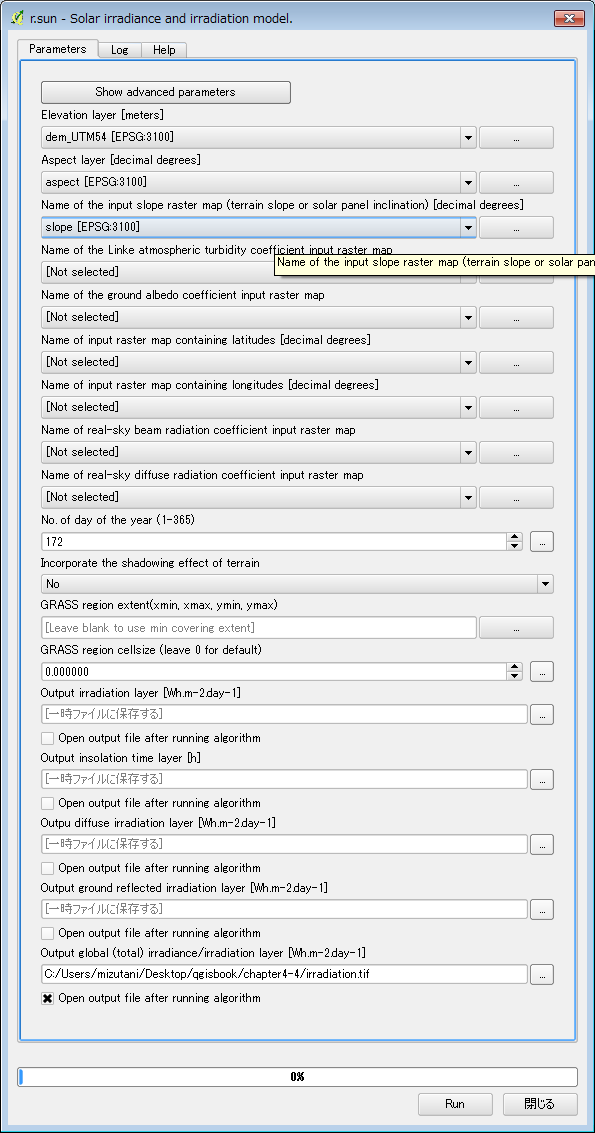 r.sun - Solar irradiance and irradiation model.
Parameters
Log
Help
Show advanced parameters
Elevation layer [meters]
dem_UTM54 [EPSG:3100]
...
Aspect layer [decimal degrees]
aspect [EPSG:3100]
...
Name of the input slope raster map (terrain slope or solar panel inclination) [decimal degrees]
slope [EPSG:3100]
...
Name of the Linke atmospheric turbidity coefficient input raster map
Name of the input slope raster map (terrain slope or solar pan
[Not selected]
Name of the ground albedo coefficient input raster map
[Not selected]
...
Name of input raster map containing latitudes [decimal degrees]
[Not selected]
...
Name of input raster map containing longitudes [decimal degrees]
[Not selected]
...
Name of real-sky beam radiation coefficient input raster map
[Not selected]
...
Name of real-sky diffuse radiation coefficient input raster map
[Not selected]
...
No. of day of the year (1-365)
172
...
Incorporate the shadowing effect of terrain
No
GRASS region extent(xmin, xmax, ymin, ymax)
[Leave blank to use min covering extent]
...
GRASS region cellsize (leave 0 for default)
0.000000
...
Output irradiation layer [Wh.m-2.day-1]
[一時ファイルに保存する]
...
Open output file after running algorithm
Output insolation time layer [h]
[一時ファイルに保存する]
...
Open output file after running algorithm
Outpu diffuse irradiation layer [Wh.m-2.day-1]
[一時ファイルに保存する]
...
Open output file after running algorithm
Output ground reflected irradiation layer [Wh.m-2.day-1]
[一時ファイルに保存する]
...
Open output file after running algorithm
Output global (total) irradiance/irradiation layer [Wh.m-2.day-1]
C:/Users/mizutani/Desktop/qgisbook/chapter4-4/irradiation.tif
...
Open output file after running algorithm
0%
Run
閉じる